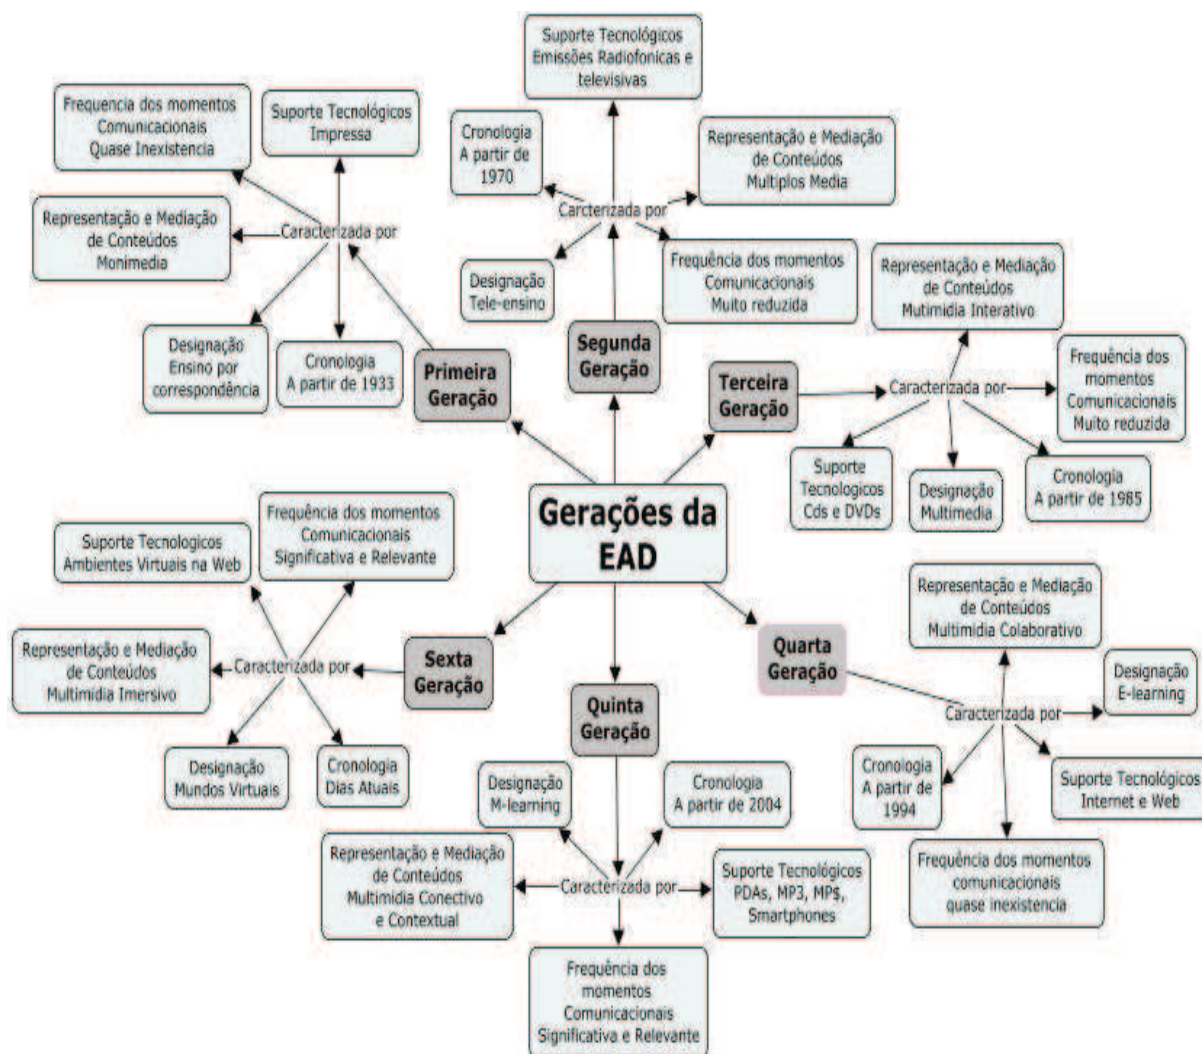 Gerações da
EAD
Primeira
Geração
Caracterizada por
Frequencia dos momentos
Comunicacionais
Quase Inexistencia
Suporte Tecnológicos
Impressa
Representação e Mediação
de Conteúdos
Monimedia
Designação
Ensino por
correspondência
Cronologia
A partir de 1933
Segunda
Geração
Carcterizada por
Suporte Tecnológicos
Emissões Radiofonicas e
televisivas
Cronologia
A partir de
1970
Representação e Mediação
de Conteúdos
Multiplos Media
Designação
Tele-ensino
Frequência dos momentos
Comunicacionais
Muito reduzida
Terceira
Geração
Caracterizada por
Representação e Mediação
de Conteúdos
Mutimidia Interativo
Frequência dos
momentos
Comunicacionais
Muito reduzida
Suporte
Tecnologicos
Cds e DVDs
Designação
Multimedia
Cronologia
A partir de 1985
Quarta
Geração
Caracterizada por
Representação e Mediação
de Conteúdos
Multimidia Colaborativo
Designação
E-learning
Cronologia
A partir de
1994
Suporte Tecnológicos
Internet e Web
Frequência dos momentos
comunicacionais
quase inexistencia
Quinta
Geração
Caracterizada por
Designação
M-learning
Cronologia
A partir de 2004
Representação e Mediação
de Conteúdos
Multimidia Conectivo
e Contextual
Suporte Tecnológicos
PDAs, MP3, MP$,
Smartphones
Frequência dos
momentos
Comunicacionais
Significativa e Relevante
Sexta
Geração
Caracterizada por
Frequência dos momentos
Comunicacionais
Significativa e Relevante
Suporte Tecnologicos
Ambientes Virtuais na Web
Representação e Mediação
de Conteúdos
Multimídia Imersivo
Designação
Mundos Virtuais
Cronologia
Dias Atuais